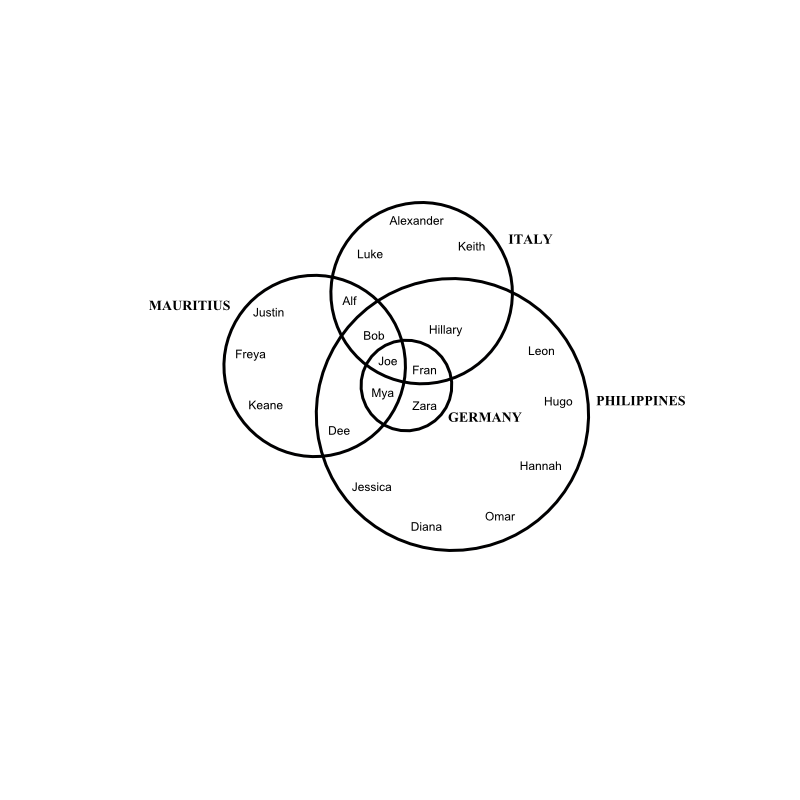 Alexander
ITALY
Keith
Luke
Alf
MAURITIUS
Justin
Hillary
Bob
Leon
Freya
Joe
Fran
Mya
Hugo
PHILIPPINES
Keane
Zara
GERMANY
Dee
Hannah
Jessica
Omar
Diana